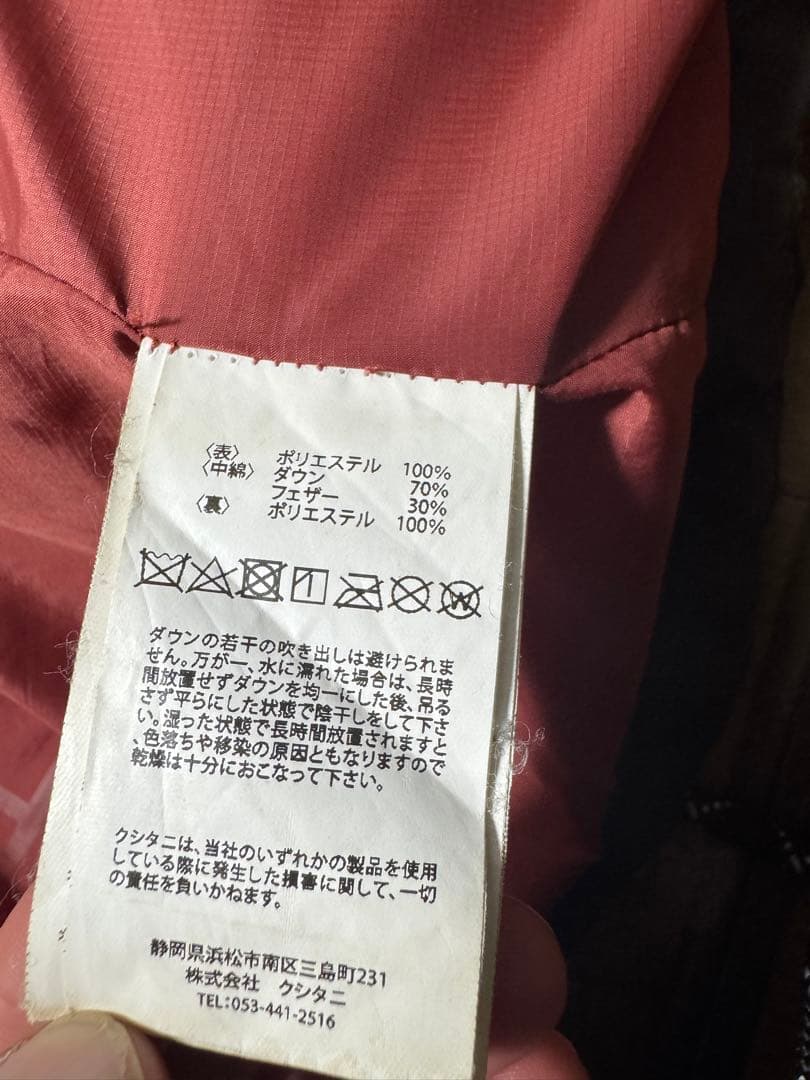 〈表〉 ポリエステル 100%
〈中綿〉 ダウン 70%
フェザー 30%
〈裏〉 ポリエステル 100%
ダウンの若干の吹き出しは避けられま
せん。万が一、水に濡れた場合は、長時
間放置せずダウンを均一にした後、吊る
さず平らにした状態で陰干しをして下さ
い。湿った状態で長時間放置されますと
、色落ちや移染の原因ともなりますので
乾燥は十分におこなって下さい。
クシタニは、当社のいずれかの製品を使用
している際に発生した損害に関して、一切
の責任を負いかねます。
静岡県浜松市南区三島町231
株式会社 クシタニ
TEL:053-441-2516